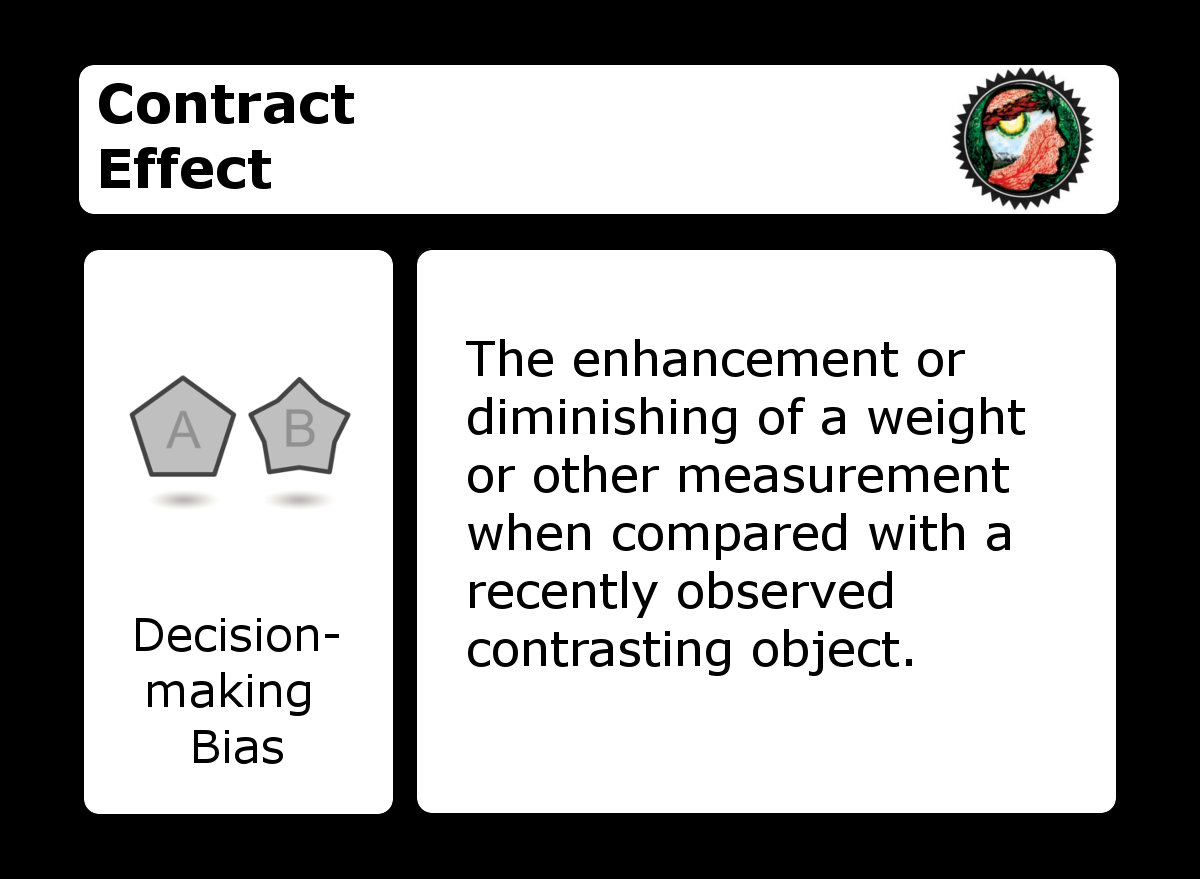 Contract
Effect
A B
Decision-
making
Bias
The enhancement or
diminishing of a weight
or other measurement
when compared with a
recently observed
contrasting object.